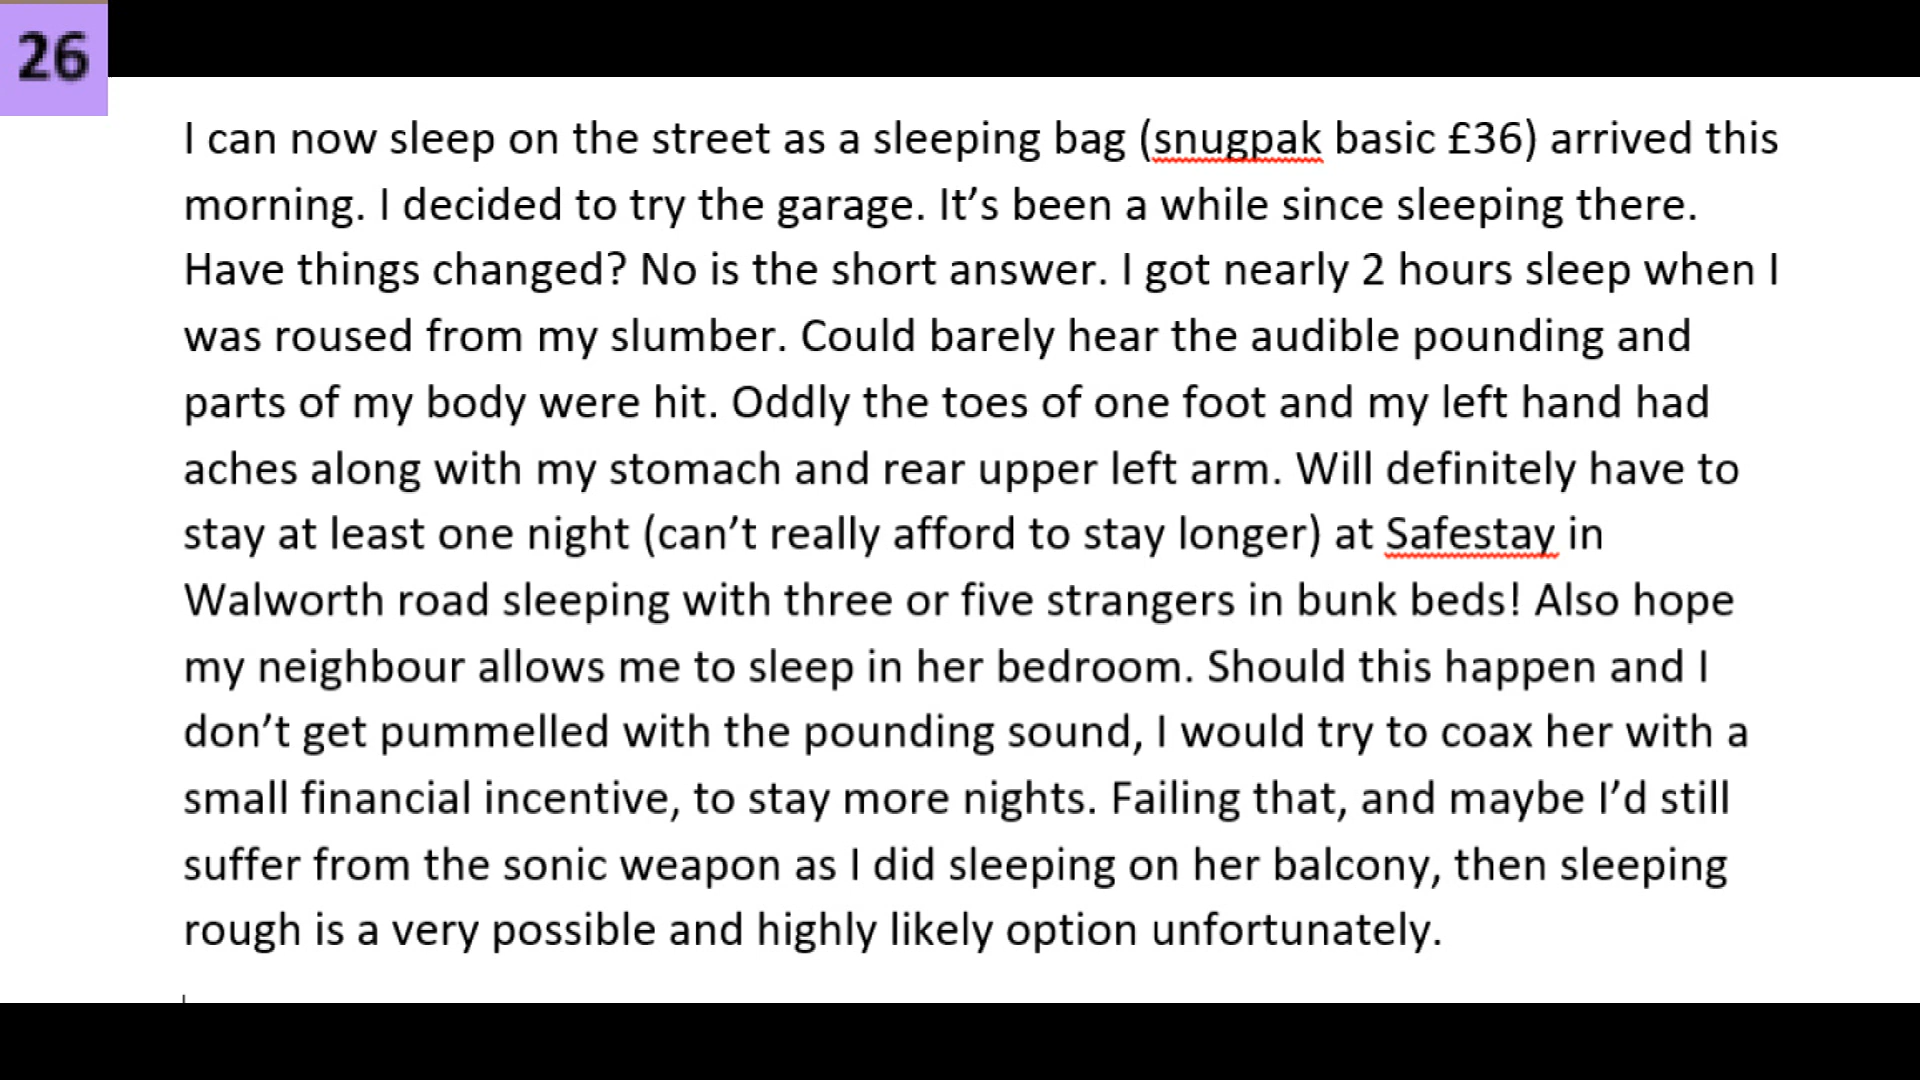 26
I can now sleep on the street as a sleeping bag (snugpak basic £36) arrived this
morning. I decided to try the garage. It’s been a while since sleeping there.
Have things changed? No is the short answer. I got nearly 2 hours sleep when I
was roused from my slumber. Could barely hear the audible pounding and
parts of my body were hit. Oddly the toes of one foot and my left hand had
aches along with my stomach and rear upper left arm. Will definitely have to
stay at least one night (can’t really afford to stay longer) at Safestay in
Walworth road sleeping with three or five strangers in bunk beds! Also hope
my neighbour allows me to sleep in her bedroom. Should this happen and I
don’t get pummelled with the pounding sound, I would try to coax her with a
small financial incentive, to stay more nights. Failing that, and maybe I’d still
suffer from the sonic weapon as I did sleeping on her balcony, then sleeping
rough is a very possible and highly likely option unfortunately.